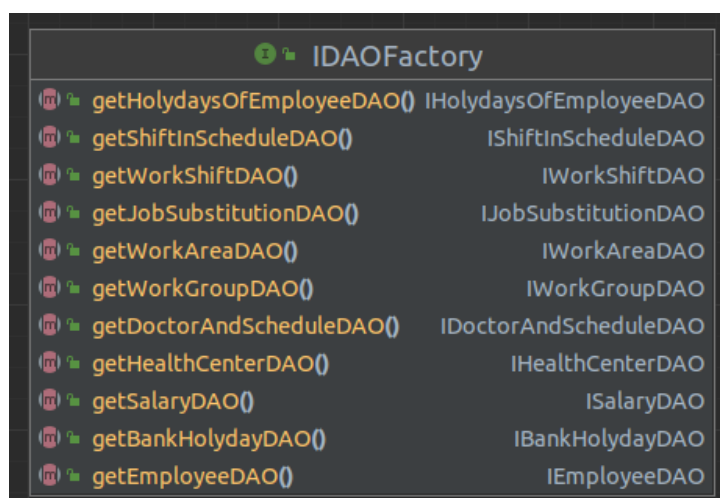 IDAOFactory
getHolydaysOfEmployeeDAO() IHolydaysOfEmployeeDAO
getShiftInScheduleDAO() IShiftInScheduleDAO
getWorkShiftDAO() IWorkShiftDAO
getJobSubstitutionDAO() IJobSubstitutionDAO
getWorkAreaDAO() IWorkAreaDAO
getWorkGroupDAO() IWorkGroupDAO
getDoctorAndScheduleDAO() IDoctorAndScheduleDAO
getHealthCenterDAO() IHealthCenterDAO
getSalaryDAO() ISalaryDAO
getBankHolydayDAO() IBankHolydayDAO
getEmployeeDAO() IEmployeeDAO